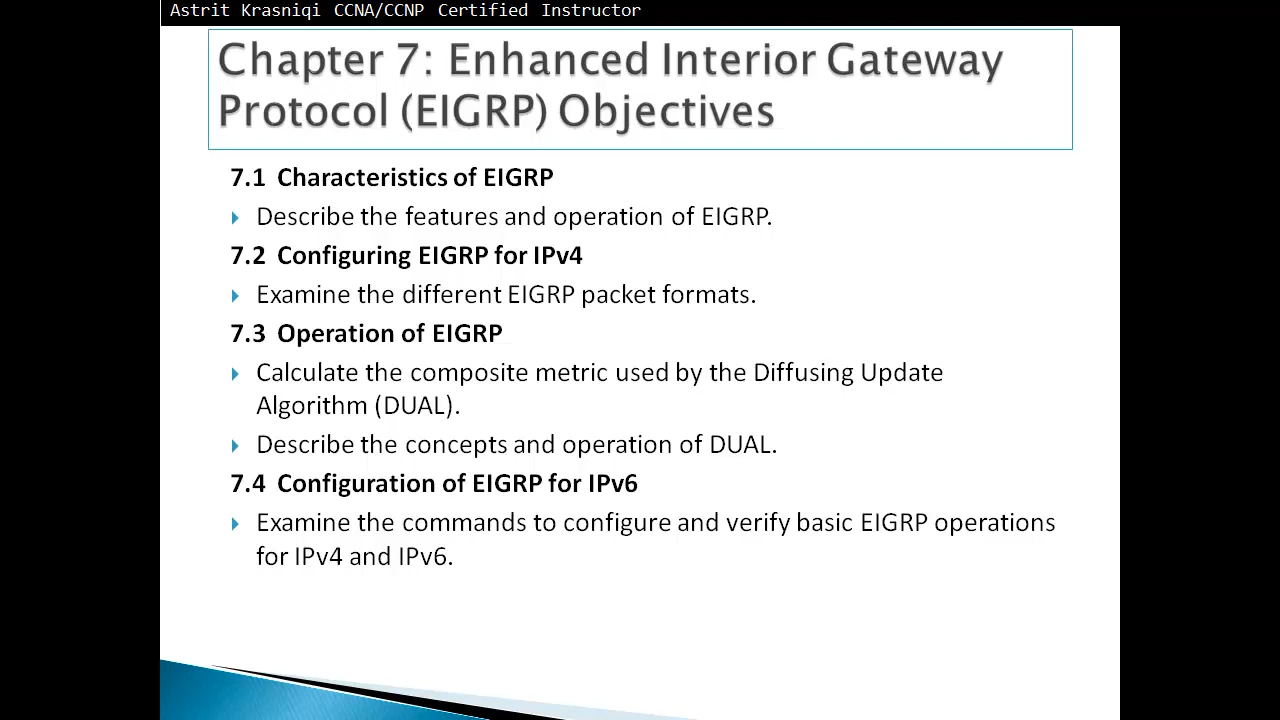 Astrit Krasniqi CCNA/CCNP Certified Instructor
Chapter 7: Enhanced Interior Gateway
Protocol (EIGRP) Objectives
7.1 Characteristics of EIGRP
Describe the features and operation of EIGRP.
7.2 Configuring EIGRP for IPv4
Examine the different EIGRP packet formats.
7.3 Operation of EIGRP
Calculate the composite metric used by the Diffusing Update
Algorithm (DUAL).
Describe the concepts and operation of DUAL.
7.4 Configuration of EIGRP for IPv6
Examine the commands to configure and verify basic EIGRP operations
for IPv4 and IPv6.